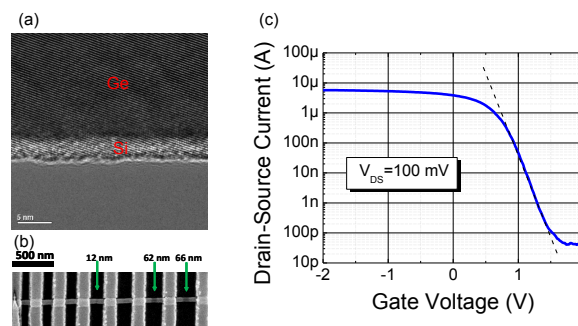 (a)
Ge
Si
5 nm
(b)
500 nm
12 nm
62 nm
66 nm
(c)
Drain-Source Current (A)
100µ
10µ
1µ
100n
10n
1n
100p
10p
V_DS=100 mV
-2
-1
0
1
Gate Voltage (V)